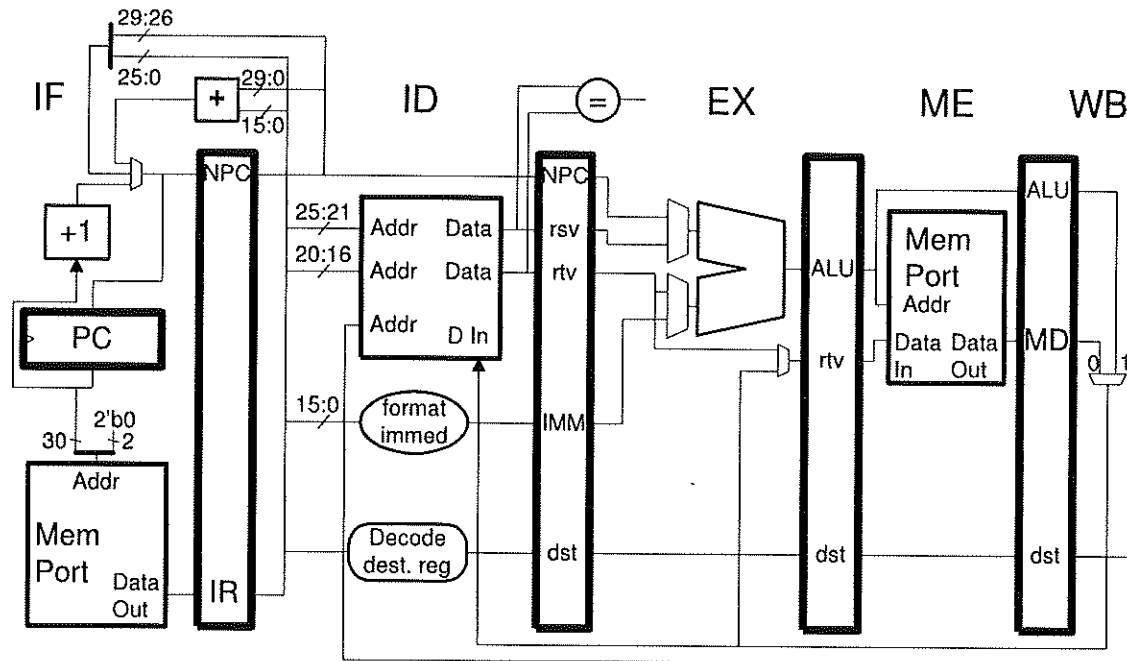 29:26
25:0
IF
+
29:0
15:0
ID
=
EX
ME
WB
NPC
NPC
ALU
+1
25:21
20:16
Addr
Data
Addr
Data
Addr
D In
rsv
rtv
ALU
Mem
Port
Addr
Data
In
Data
Out
PC
MD
0
1
rtv
15:0
format
immed
IMM
2'b0
30
2
Addr
Mem
Port
Data
Out
IR
Decode
dest. reg
dst
dst
dst